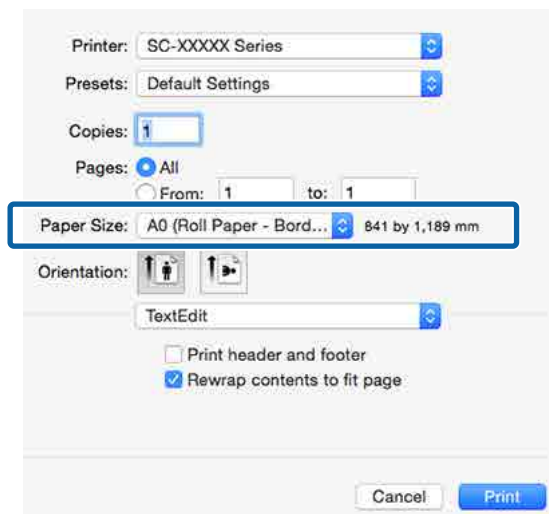 Printer: SC-XXXXX Series
Presets: Default Settings
Copies: 1
Pages: All
From: 1 to: 1
Paper Size: A0 (Roll Paper - Bord... 841 by 1,189 mm
Orientation:
TextEdit
Print header and footer
Rewrap contents to fit page
Cancel Print